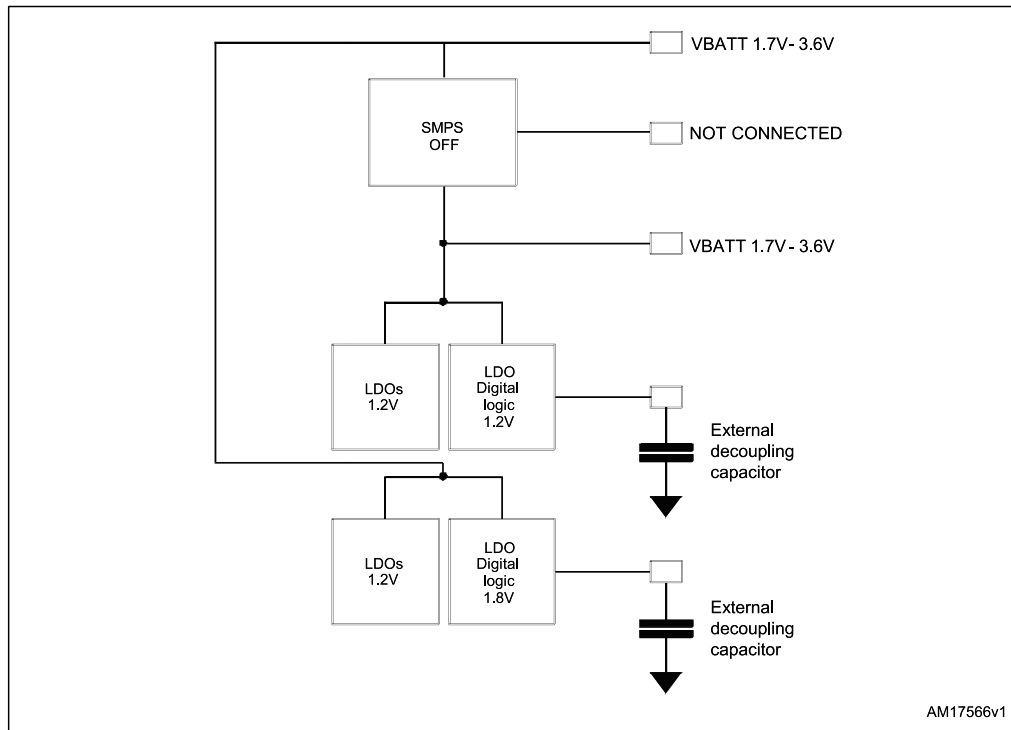 VBATT 1.7V- 3.6V
SMPS
OFF
NOT CONNECTED
VBATT 1.7V - 3.6V
LDOs
1.2V
LDO
Digital
logic
1.2V
External
decoupling
capacitor
LDOs
1.2V
LDO
Digital
logic
1.8V
External
decoupling
capacitor
AM17566v1